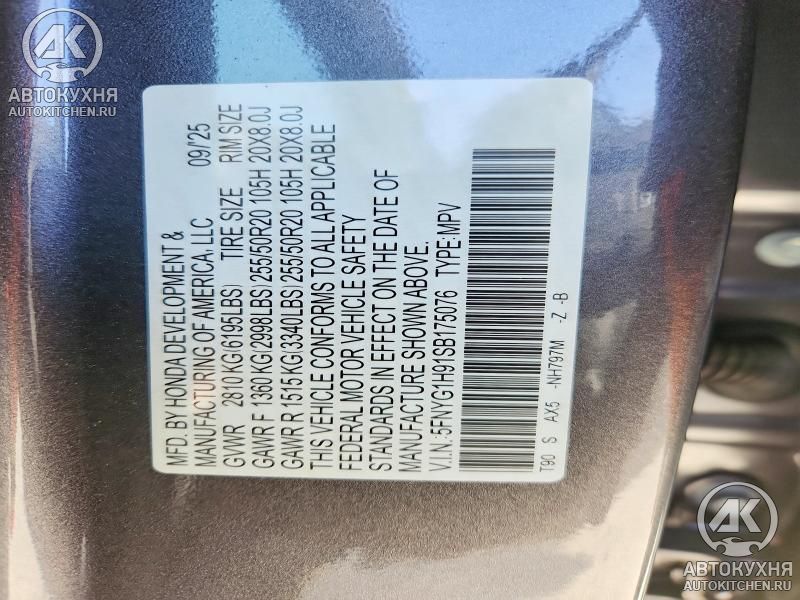 MFD. BY HONDA DEVELOPMENT &
MANUFACTURING OF AMERICA, LLC 09/'25
GVWR 2810 KG(6195LBS) TIRE SIZE RIM SIZE
GAWR F 1360 KG(2998LBS) 255/50R20 105H 20X8.0J
GAWR R 1515 KG(3340LBS) 255/50R20 105H 20X8.0J
THIS VEHICLE CONFORMS TO ALL APPLICABLE
FEDERAL MOTOR VEHICLE SAFETY
STANDARDS IN EFFECT ON THE DATE OF
MANUFACTURE SHOWN ABOVE.
V.I.N.:5FNYG1H91SB175076 TYPE:MPV
T90 S AX5 -NH797M -Z -B
AK
АВТОКУХНЯ
AUTOKITCHEN.RU
AK
АВТОКУХНЯ
AUTOKITCHEN.RU